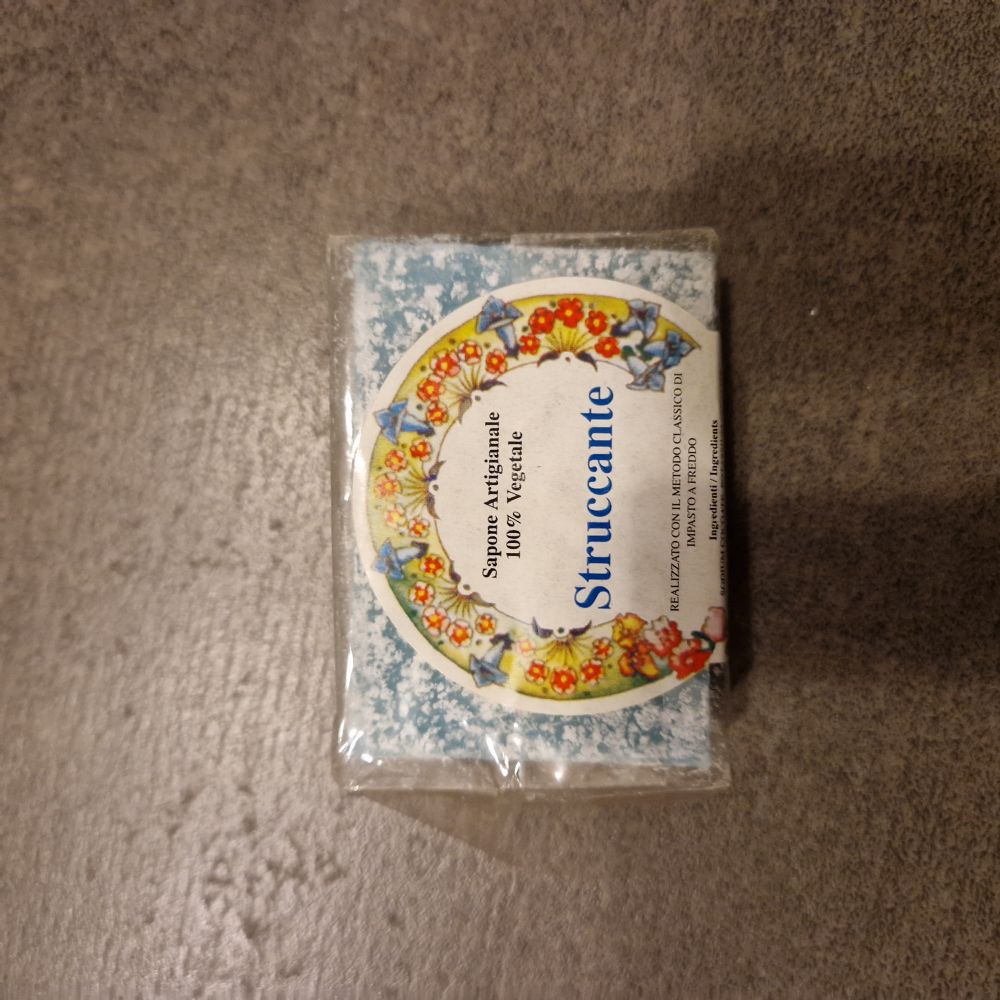 Sapone Artigianale
100% Vegetale
Struccante
REALIZZATO CON IL METODO CLASSICO DI
IMPASTO A FREDDO
Ingredienti / Ingredients